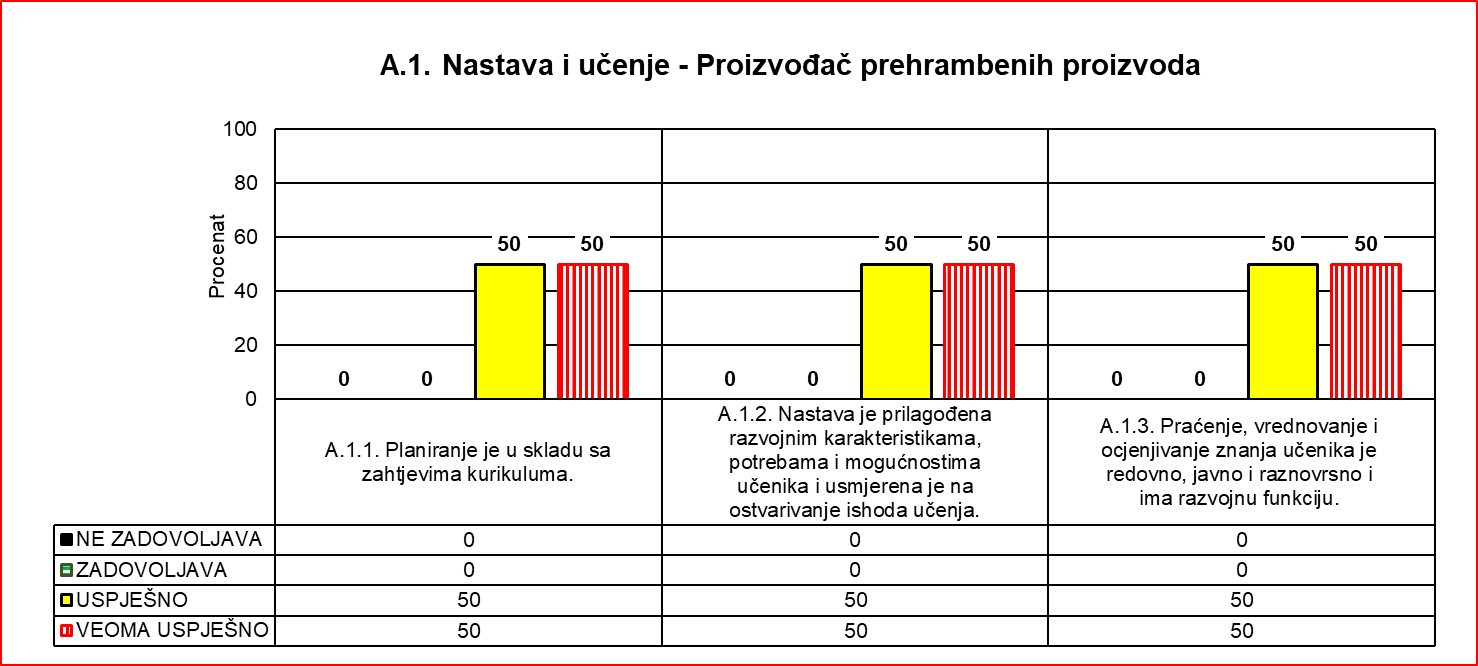 A.1. Nastava i učenje - Proizvođač prehrambenih proizvoda
Procenat
100
80
60
40
20
0
0 0 50 50 0 0 50 50 0 0 50 50
A.1.1. Planiranje je u skladu sa
zahtjevima kurikuluma.
A.1.2. Nastava je prilagođena
razvojnim karakteristikama,
potrebama i mogućnostima
učenika i usmjerena je na
ostvarivanje ishoda učenja.
A.1.3. Praćenje, vrednovanje i
ocjenjivanje znanja učenika je
redovno, javno i raznovrsno i
ima razvojnu funkciju.
NE ZADOVOLJAVA 0 0 0
ZADOVOLJAVA 0 0 0
USPJEŠNO 50 50 50
VEOMA USPJEŠNO 50 50 50